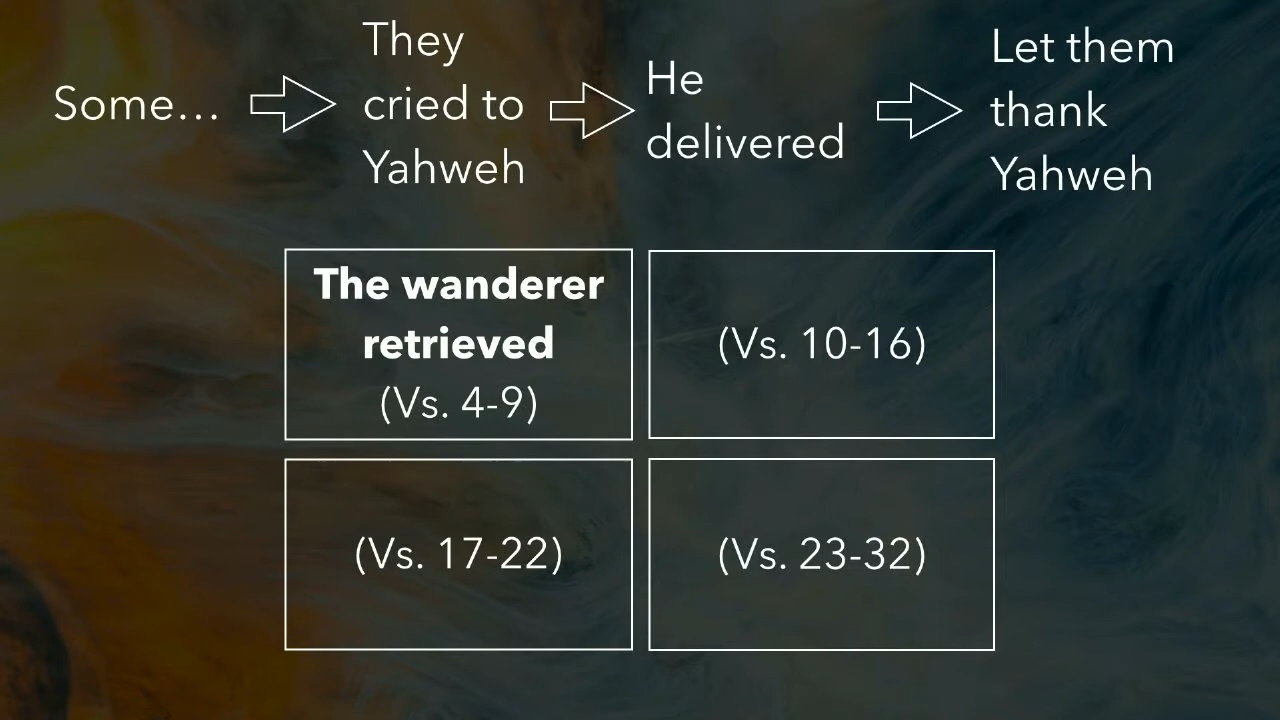 Some…
They
cried to
Yahweh
He
delivered
Let them
thank
Yahweh
The wanderer
retrieved
(Vs. 4-9)
(Vs. 10-16)
(Vs. 17-22)
(Vs. 23-32)